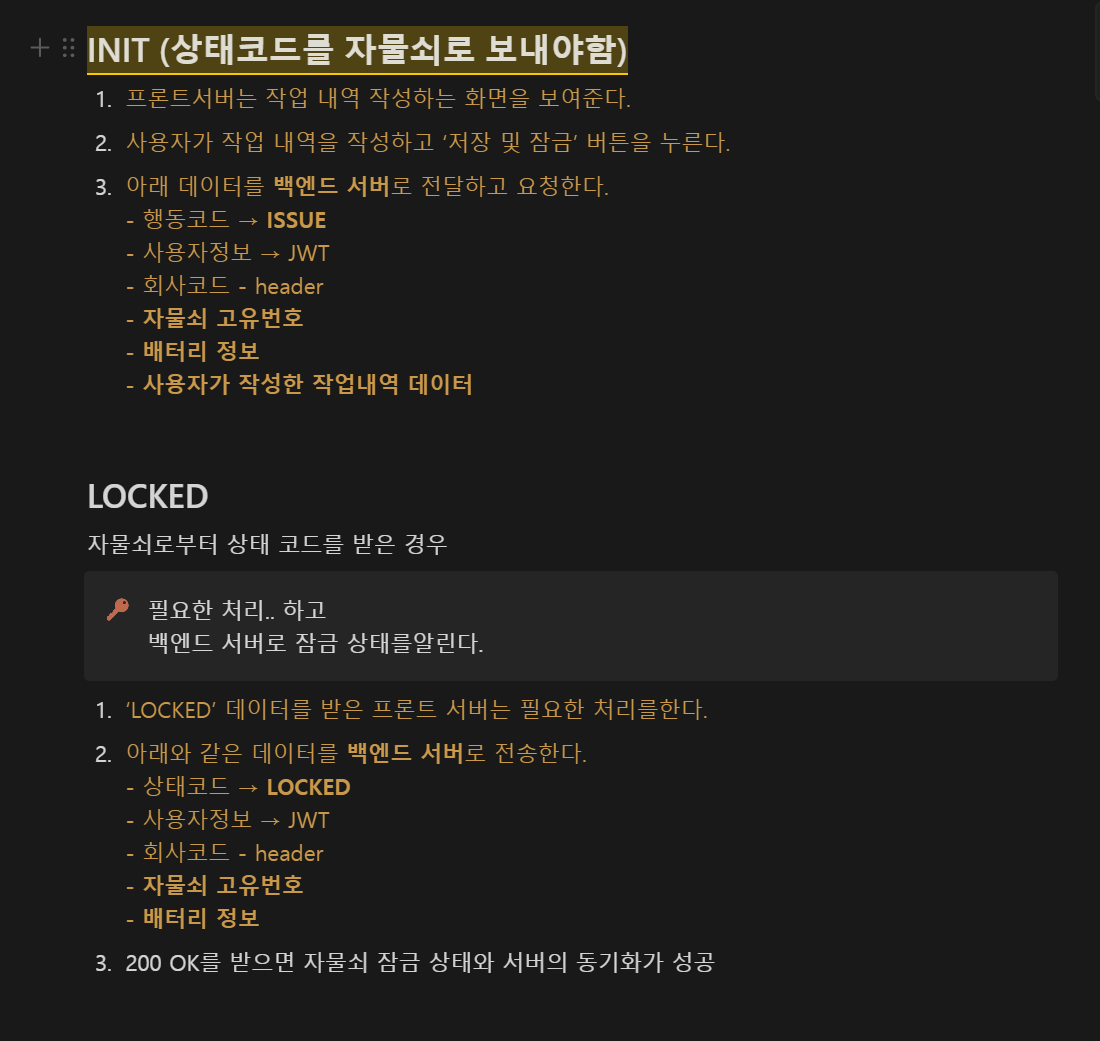 INIT (상태코드를 자물쇠로 보내야함)
1. 프론트서버는 작업 내역 작성하는 화면을 보여준다.
2. 사용자가 작업 내역을 작성하고 ‘저장 및 잠금’ 버튼을 누른다.
3. 아래 데이터를 백엔드 서버로 전달하고 요청한다.
- 행동코드 → ISSUE
- 사용자정보 → JWT
- 회사코드 - header
- 자물쇠 고유번호
- 배터리 정보
- 사용자가 작성한 작업내역 데이터
LOCKED
자물쇠로부터 상태 코드를 받은 경우
필요한 처리.. 하고
백엔드 서버로 잠금 상태를알린다.
1. ‘LOCKED’ 데이터를 받은 프론트 서버는 필요한 처리를한다.
2. 아래와 같은 데이터를 백엔드 서버로 전송한다.
- 상태코드 → LOCKED
- 사용자정보 → JWT
- 회사코드 - header
- 자물쇠 고유번호
- 배터리 정보
3. 200 OK를 받으면 자물쇠 잠금 상태와 서버의 동기화가 성공